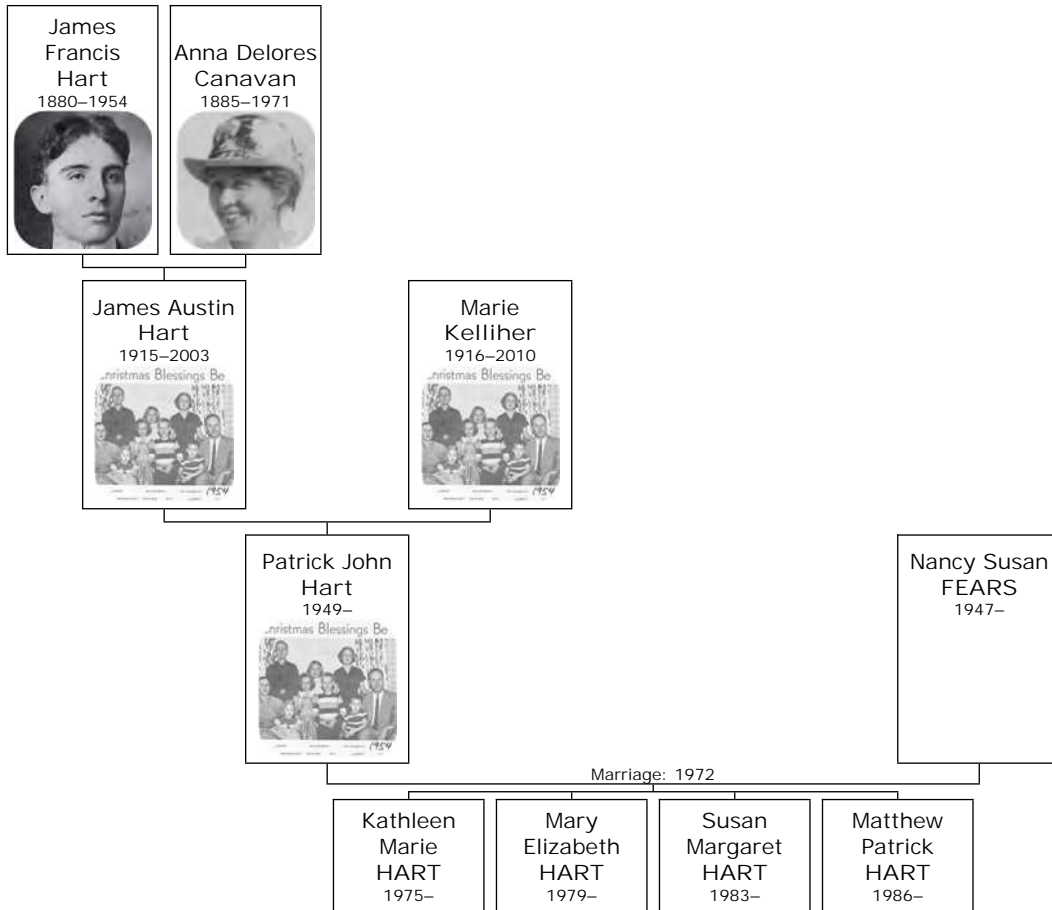 James
Francis
Hart
1880–1954
Anna Delores
Canavan
1885–1971
James Austin
Hart
1915–2003
ristmas Blessings Be
1954
Marie
Kelliher
1916–2010
ristmas Blessings Be
1954
Patrick John
Hart
1949–
ristmas Blessings Be
1954
Nancy Susan
FEARS
1947–
Marriage: 1972
Kathleen
Marie
HART
1975–
Mary
Elizabeth
HART
1979–
Susan
Margaret
HART
1983–
Matthew
Patrick
HART
1986–